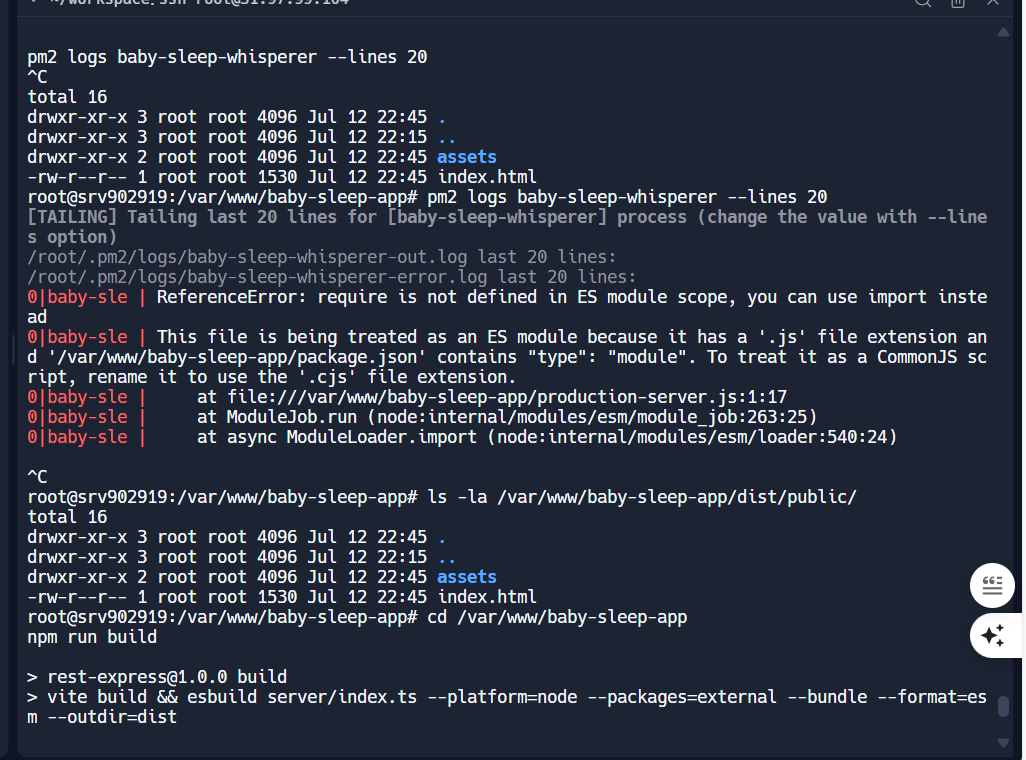 ~/workspace: ssh root@31.97.99.104
pm2 logs baby-sleep-whisperer --lines 20
^C
total 16
drwxr-xr-x 3 root root 4096 Jul 12 22:45 .
drwxr-xr-x 3 root root 4096 Jul 12 22:15 ..
drwxr-xr-x 2 root root 4096 Jul 12 22:45 assets
-rw-r--r-- 1 root root 1530 Jul 12 22:45 index.html
root@srv902919:/var/www/baby-sleep-app# pm2 logs baby-sleep-whisperer --lines 20
[TAILING] Tailing last 20 lines for [baby-sleep-whisperer] process (change the value with --line
s option)
/root/.pm2/logs/baby-sleep-whisperer-out.log last 20 lines:
/root/.pm2/logs/baby-sleep-whisperer-error.log last 20 lines:
0|baby-sle | ReferenceError: require is not defined in ES module scope, you can use import inste
ad
0|baby-sle | This file is being treated as an ES module because it has a '.js' file extension an
d '/var/www/baby-sleep-app/package.json' contains "type": "module". To treat it as a CommonJS sc
ript, rename it to use the '.cjs' file extension.
0|baby-sle |     at file:///var/www/baby-sleep-app/production-server.js:1:17
0|baby-sle |     at ModuleJob.run (node:internal/modules/esm/module_job:263:25)
0|baby-sle |     at async ModuleLoader.import (node:internal/modules/esm/loader:540:24)
^C
root@srv902919:/var/www/baby-sleep-app# ls -la /var/www/baby-sleep-app/dist/public/
total 16
drwxr-xr-x 3 root root 4096 Jul 12 22:45 .
drwxr-xr-x 3 root root 4096 Jul 12 22:15 ..
drwxr-xr-x 2 root root 4096 Jul 12 22:45 assets
-rw-r--r-- 1 root root 1530 Jul 12 22:45 index.html
root@srv902919:/var/www/baby-sleep-app# cd /var/www/baby-sleep-app
npm run build
> rest-express@1.0.0 build
> vite build && esbuild server/index.ts --platform=node --packages=external --bundle --format=es
m --outdir=dist